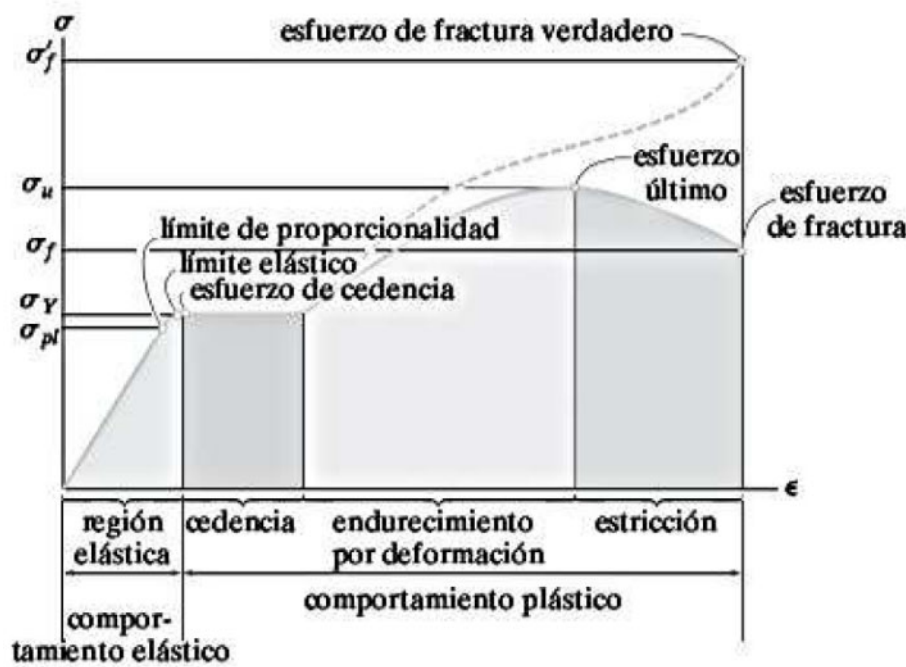 σ
esfuerzo de fractura verdadero
σ′f
σu
esfuerzo
último
esfuerzo
de fractura
límite de proporcionalidad
σf
límite elástico
esfuerzo de cedencia
σY
σpl
ϵ
región
elástica
cedencia
endurecimiento
por deformación
estricción
comportamiento plástico
compor-
tamiento elástico